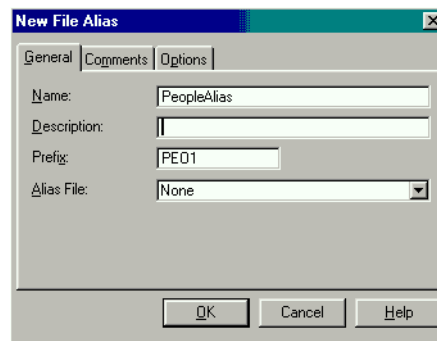 New File Alias
General Comments Options
Name: PeopleAlias
Description:
Prefix: PEO1
Alias File: None
OK Cancel Help